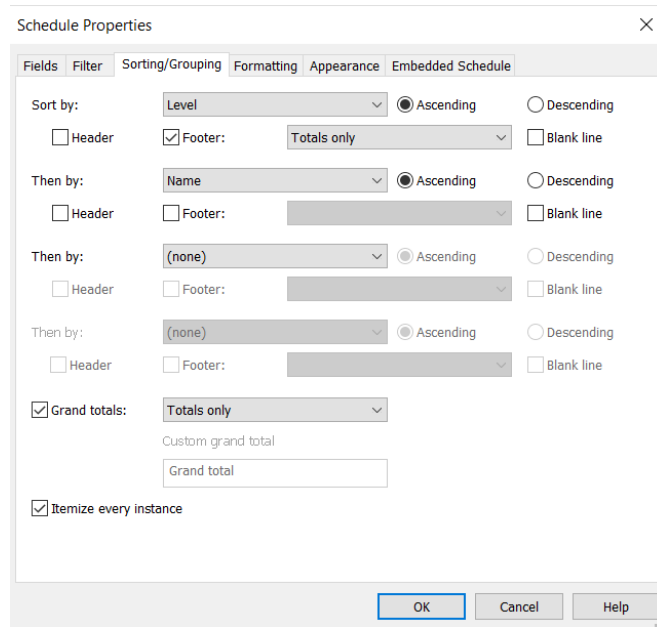 Schedule Properties
Fields Filter Sorting/Grouping Formatting Appearance Embedded Schedule
Sort by: Level Ascending Descending
Header Footer: Totals only Blank line
Then by: Name Ascending Descending
Header Footer: Blank line
Then by: (none) Ascending Descending
Header Footer: Blank line
Then by: (none) Ascending Descending
Header Footer: Blank line
Grand totals: Totals only
Custom grand total
Grand total
Itemize every instance
OK Cancel Help